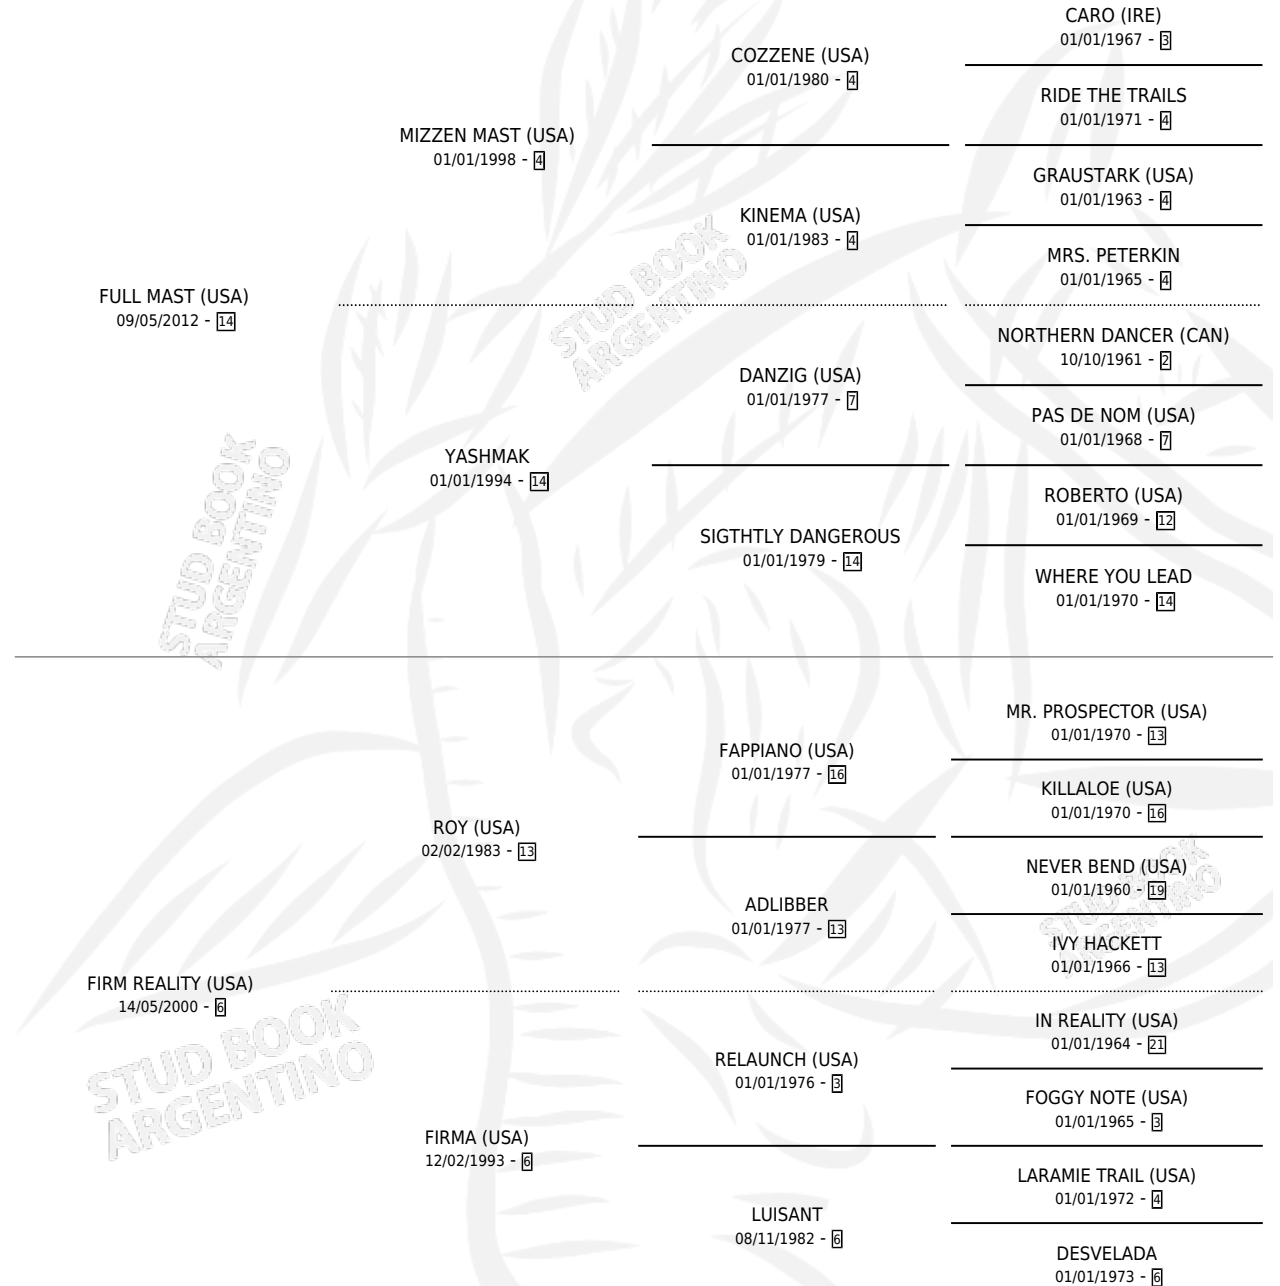 CARO (IRE)
01/01/1967 - 3
COZZENE (USA)
01/01/1980 - 4
RIDE THE TRAILS
01/01/1971 - 4
MIZZEN MAST (USA)
01/01/1998 - 4
GRAUSTARK (USA)
01/01/1963 - 4
KINEMA (USA)
01/01/1983 - 4
MRS. PETERKIN
01/01/1965 - 4
FULL MAST (USA)
09/05/2012 - 14
NORTHERN DANCER (CAN)
10/10/1961 - 2
DANZIG (USA)
01/01/1977 - 7
PAS DE NOM (USA)
01/01/1968 - 7
YASHMAK
01/01/1994 - 14
ROBERTO (USA)
01/01/1969 - 12
SIGTHTLY DANGEROUS
01/01/1979 - 14
WHERE YOU LEAD
01/01/1970 - 14
MR. PROSPECTOR (USA)
01/01/1970 - 13
FAPPIANO (USA)
01/01/1977 - 16
KILLALOE (USA)
01/01/1970 - 16
ROY (USA)
02/02/1983 - 13
NEVER BEND (USA)
01/01/1960 - 19
ADLIBBER
01/01/1977 - 13
IVY HACKETT
01/01/1966 - 13
FIRM REALITY (USA)
14/05/2000 - 6
IN REALITY (USA)
01/01/1964 - 21
RELAUNCH (USA)
01/01/1976 - 3
FOGGY NOTE (USA)
01/01/1965 - 3
FIRMA (USA)
12/02/1993 - 6
LARAMIE TRAIL (USA)
01/01/1972 - 4
LUISANT
08/11/1982 - 6
DESVELADA
01/01/1973 - 6
STUD BOOK
ARGENTINO
STUD BOOK
ARGENTINO
STUD BOOK
ARGENTINO
STUD BOOK
ARGENTINO